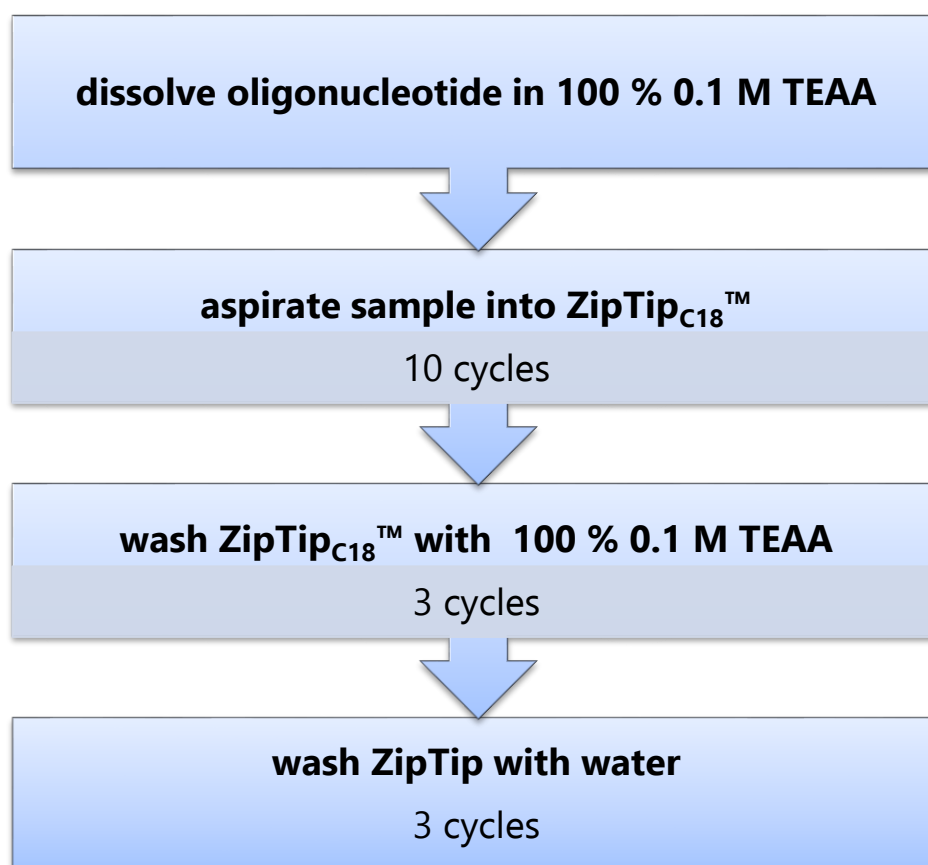 dissolve oligonucleotide in 100 % 0.1 M TEAA
aspirate sample into ZipTipC18™
10 cycles
wash ZipTipC18™ with  100 % 0.1 M TEAA
3 cycles
wash ZipTip with water
3 cycles